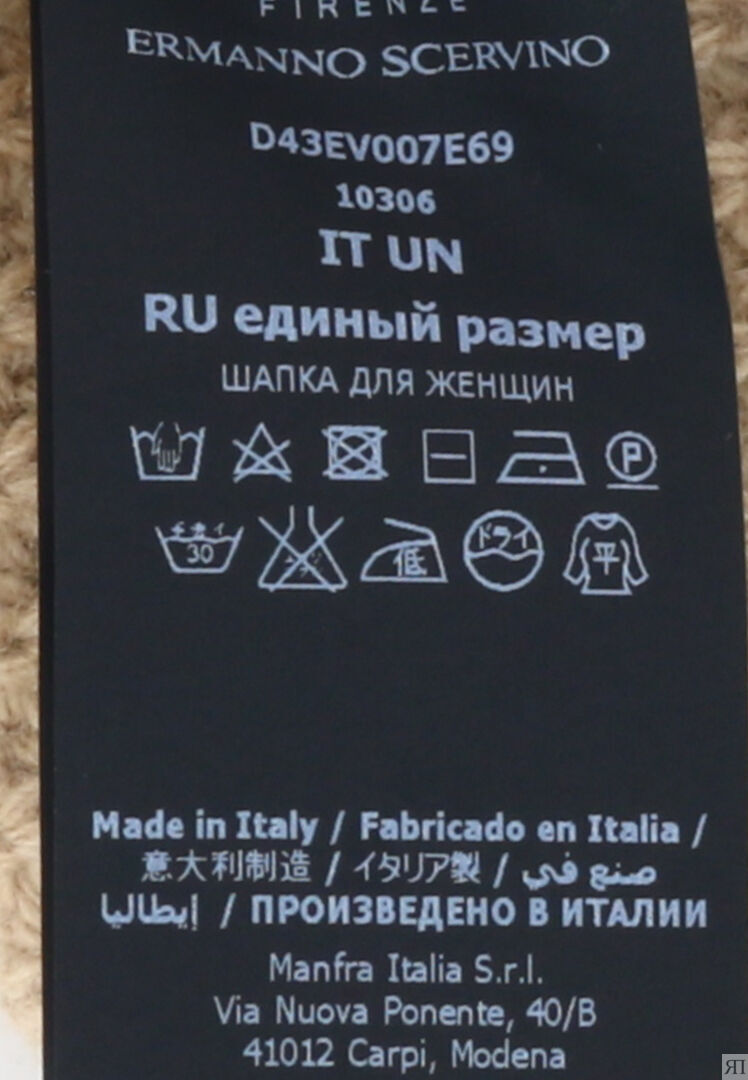 FIRENZE
ERMANNO SCERVINO
D43EV007E69
10306
IT UN
RU единый размер
ШАПКА ДЛЯ ЖЕНЩИН
P
30
低
ドライ
平
Made in Italy / Fabricado en Italia /
意大利制造 / イタリア製 / صنع في
إيطاليا / ПРОИЗВЕДЕНО В ИТАЛИИ
Manfra Italia S.r.l.
Via Nuova Ponente, 40/B
41012 Carpi, Modena
ЯП